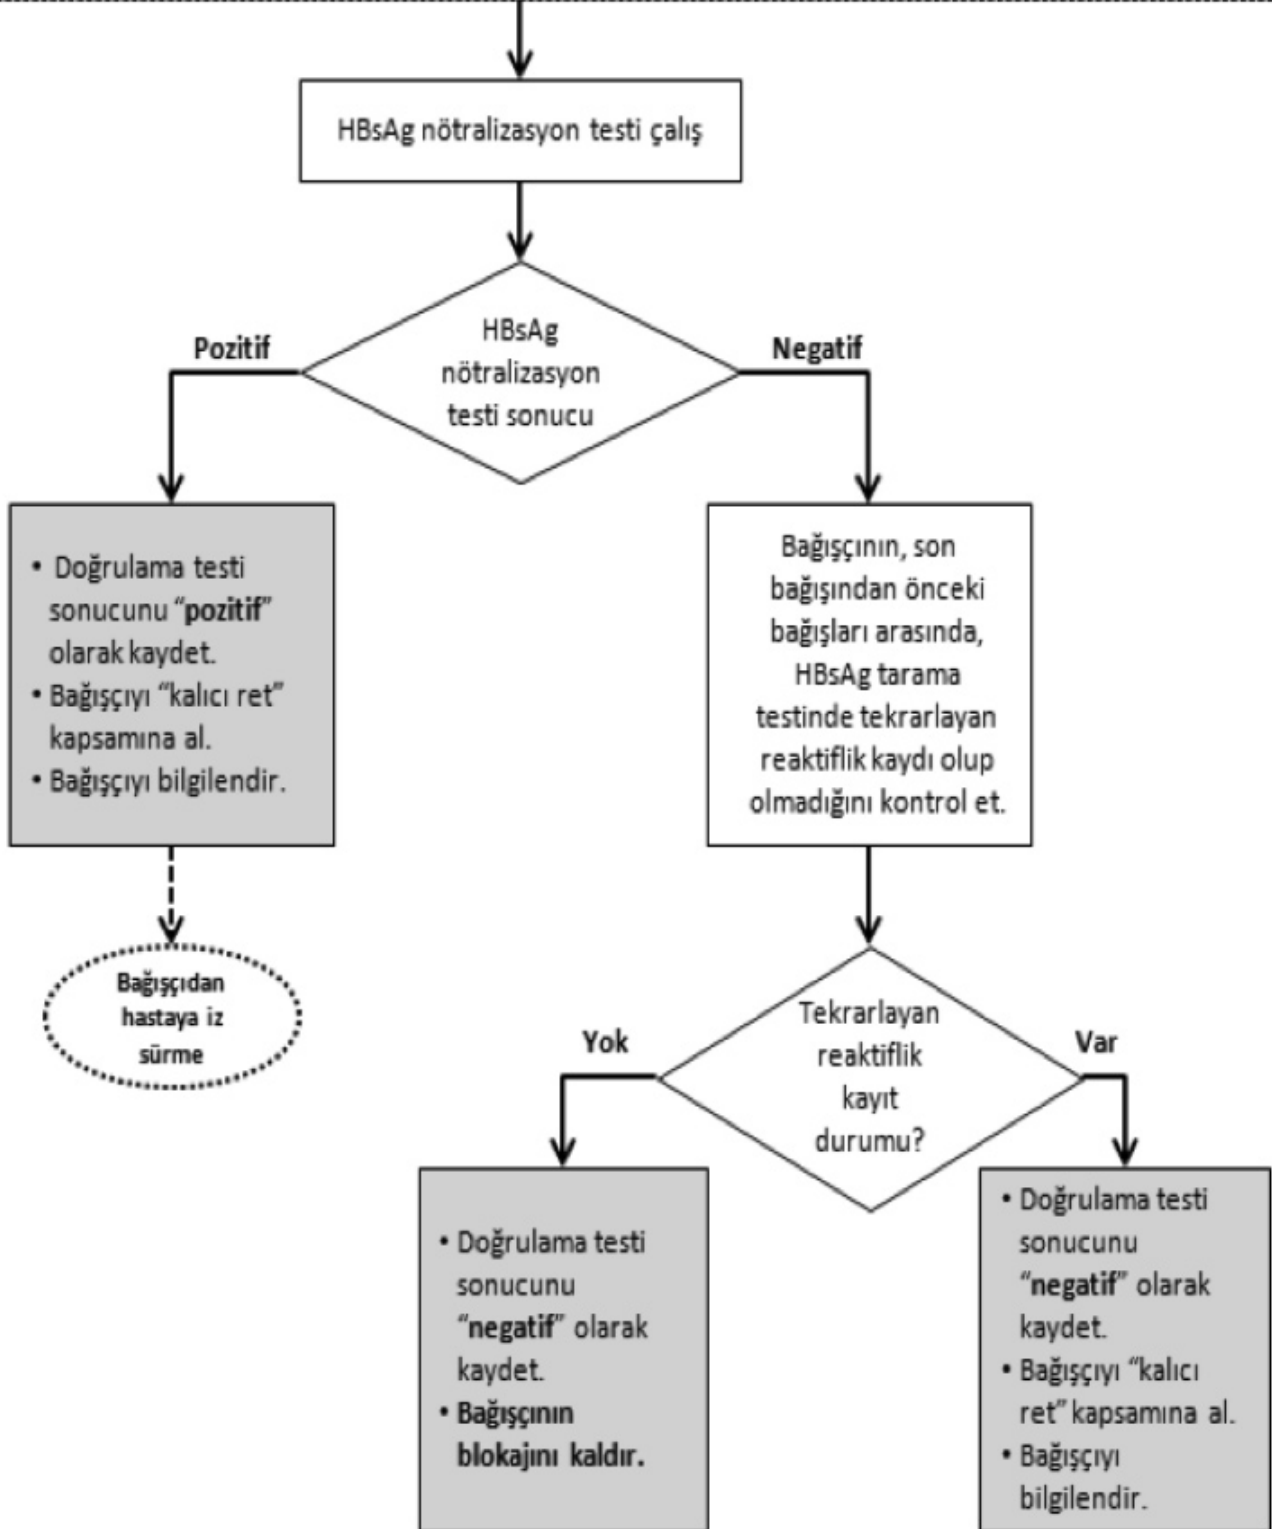 HBsAg nötralizasyon testi çalış
HBsAg
nötralizasyon
testi sonucu
Pozitif
Negatif
• Doğrulama testi
sonucunu “pozitif”
olarak kaydet.
• Bağışçıyı “kalıcı ret”
kapsamına al.
• Bağışçıyı bilgilendir.
Bağışçının, son
bağışından önceki
bağışları arasında,
HBsAg tarama
testinde tekrarlayan
reaktiflik kaydı olup
olmadığını kontrol et.
Bağışçıdan
hastaya iz
sürme
Tekrarlayan
reaktiflik
kayıt
durumu?
Yok
Var
• Doğrulama testi
sonucunu
“negatif” olarak
kaydet.
• Bağışçının
blokajını kaldır.
• Doğrulama testi
sonucunu
“negatif” olarak
kaydet.
• Bağışçıyı “kalıcı
ret” kapsamına al.
• Bağışçıyı
bilgilendir.